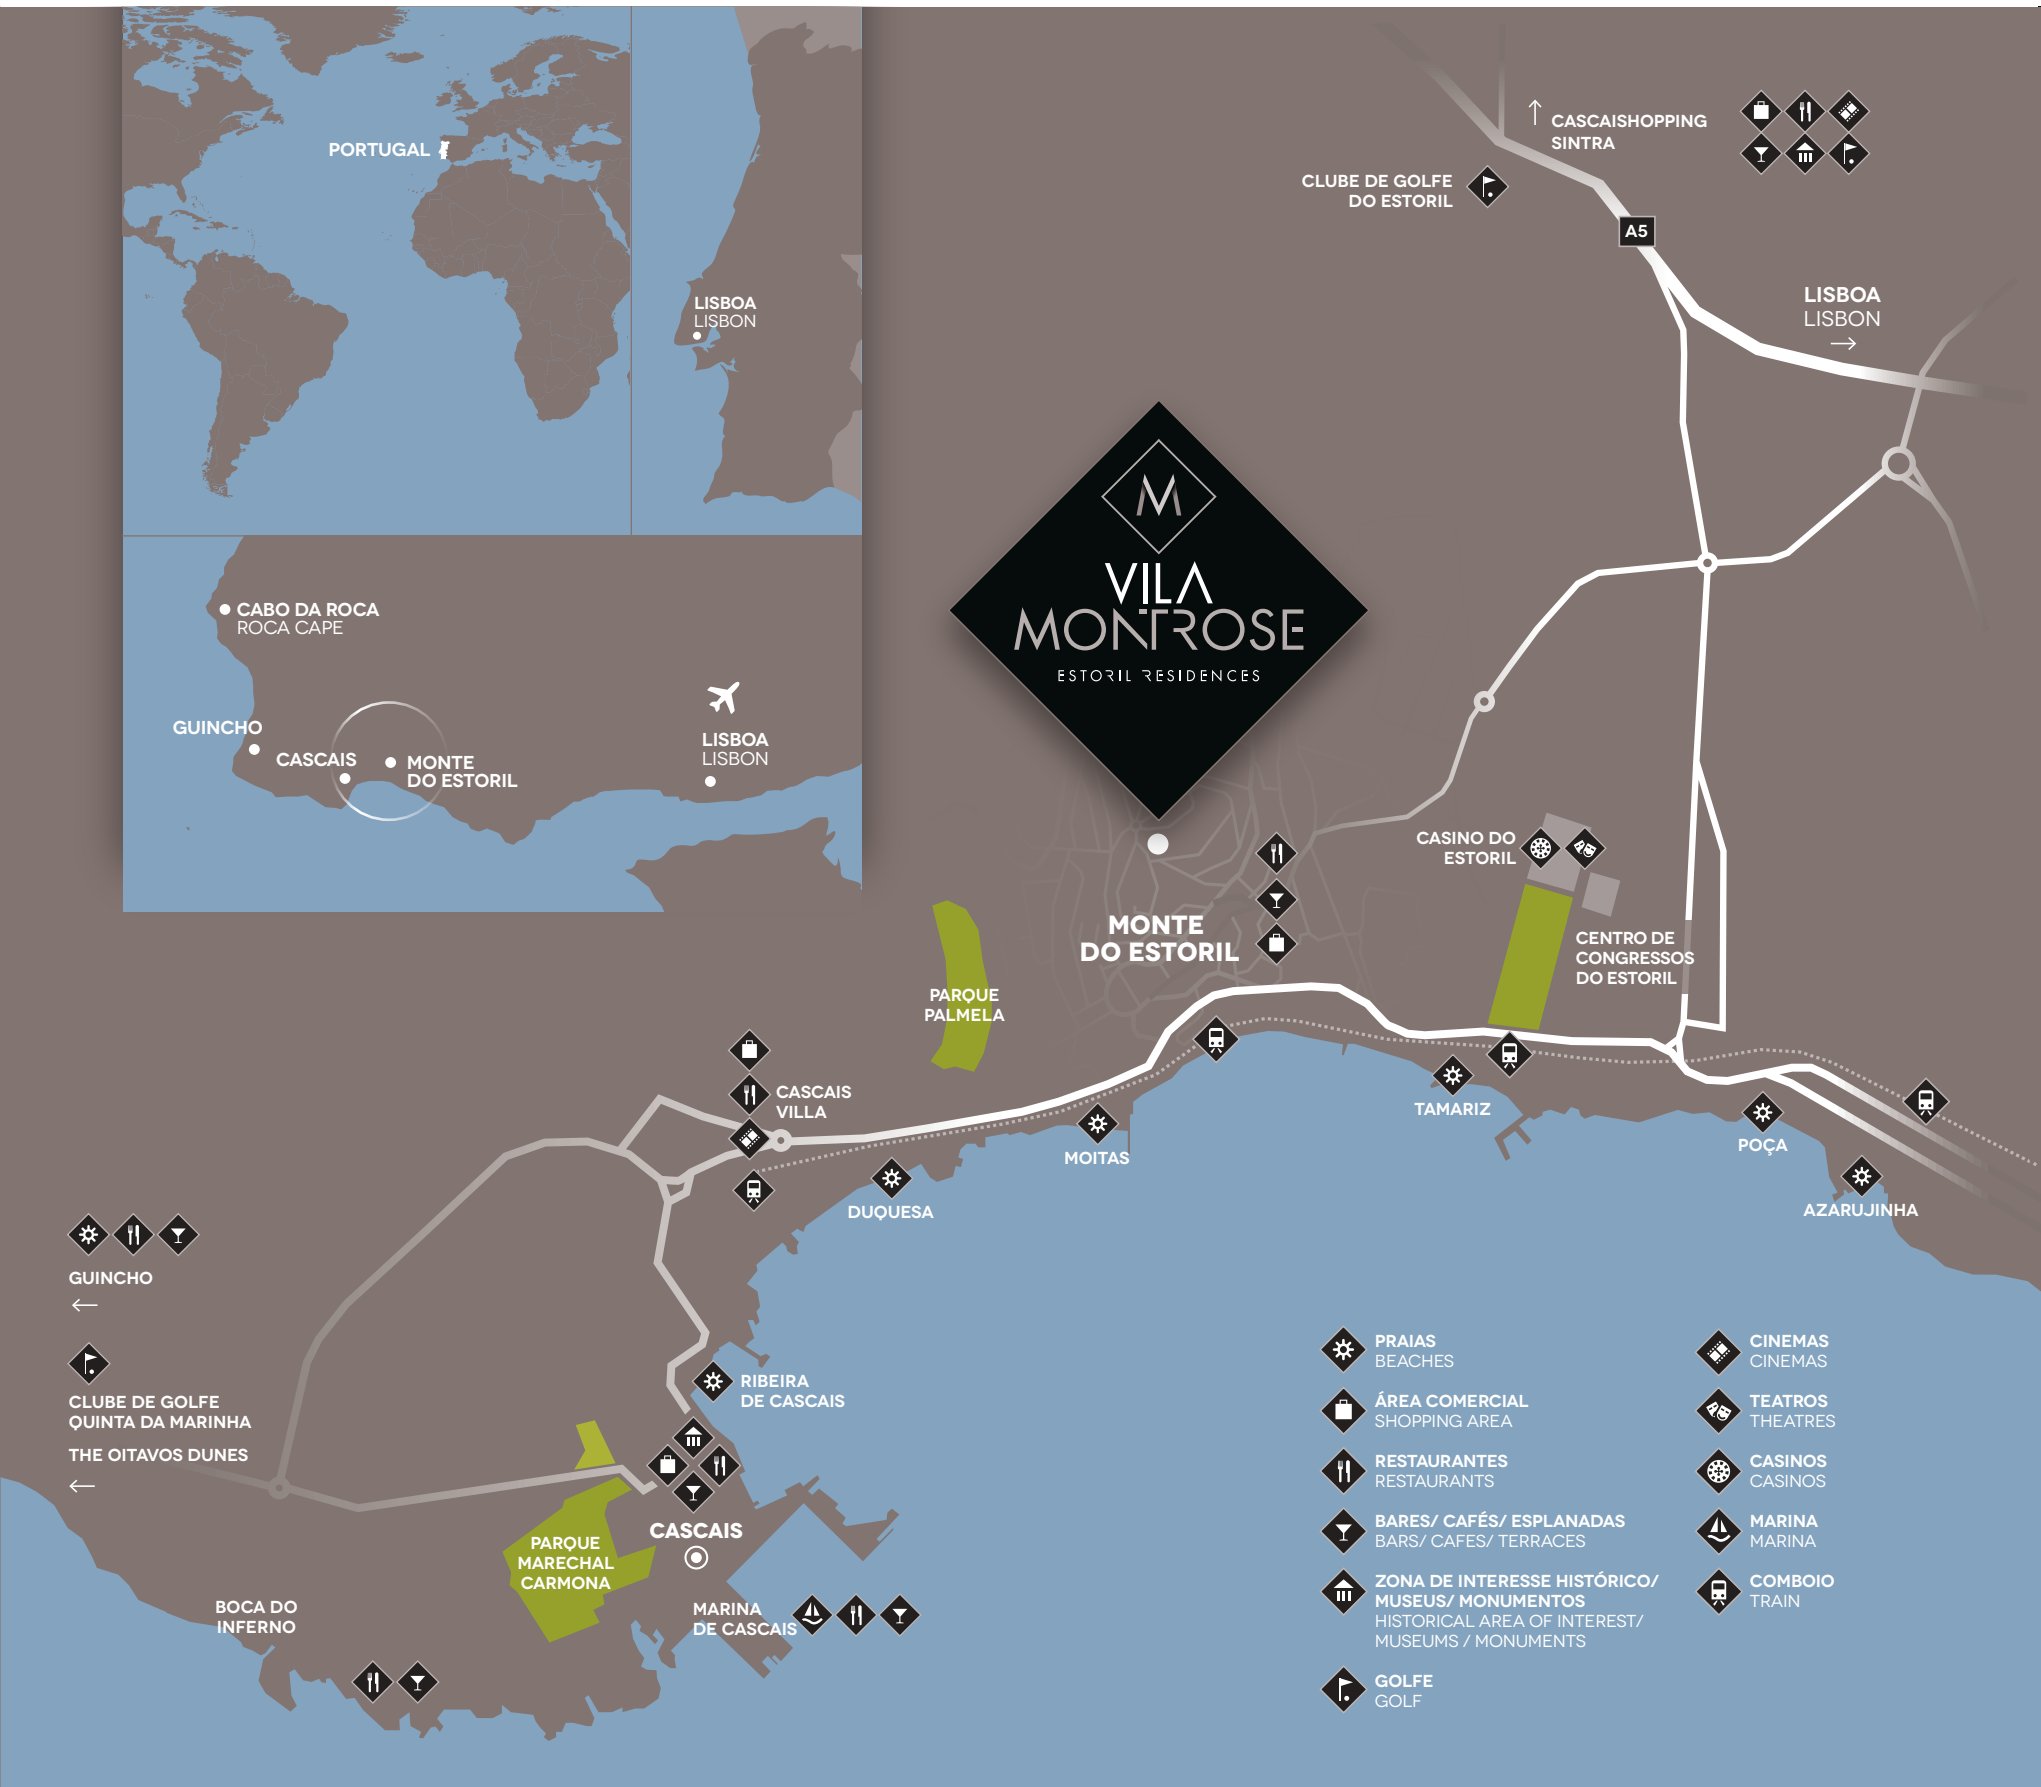 PORTUGAL
LISBOA
LISBON
CABO DA ROCA
ROCA CAPE
GUINCHO
CASCAIS
MONTE
DO ESTORIL
LISBOA
LISBON
CASCAISHOPPING
SINTRA
CLUBE DE GOLFE
DO ESTORIL
A5
LISBOA
LISBON
M
VILA
MONTROSE
ESTORIL RESIDENCES
CASINO DO
ESTORIL
MONTE
DO ESTORIL
CENTRO DE
CONGRESSOS
DO ESTORIL
PARQUE
PALMELA
CASCAIS
VILLA
TAMARIZ
MOITAS
POÇA
DUQUESA
AZARUJINHA
GUINCHO
CLUBE DE GOLFE
QUINTA DA MARINHA
THE OITAVOS DUNES
RIBEIRA
DE CASCAIS
CASCAIS
PARQUE
MARECHAL
CARMONA
MARINA
DE CASCAIS
BOCA DO
INFERNO
PRAIAS
BEACHES
ÁREA COMERCIAL
SHOPPING AREA
RESTAURANTES
RESTAURANTS
BARES/ CAFÉS/ ESPLANADAS
BARS/ CAFES/ TERRACES
ZONA DE INTERESSE HISTÓRICO/
MUSEUS/ MONUMENTOS
HISTORICAL AREA OF INTEREST/
MUSEUMS / MONUMENTS
GOLFE
GOLF
CINEMAS
CINEMAS
TEATROS
THEATRES
CASINOS
CASINOS
MARINA
MARINA
COMBOIO
TRAIN